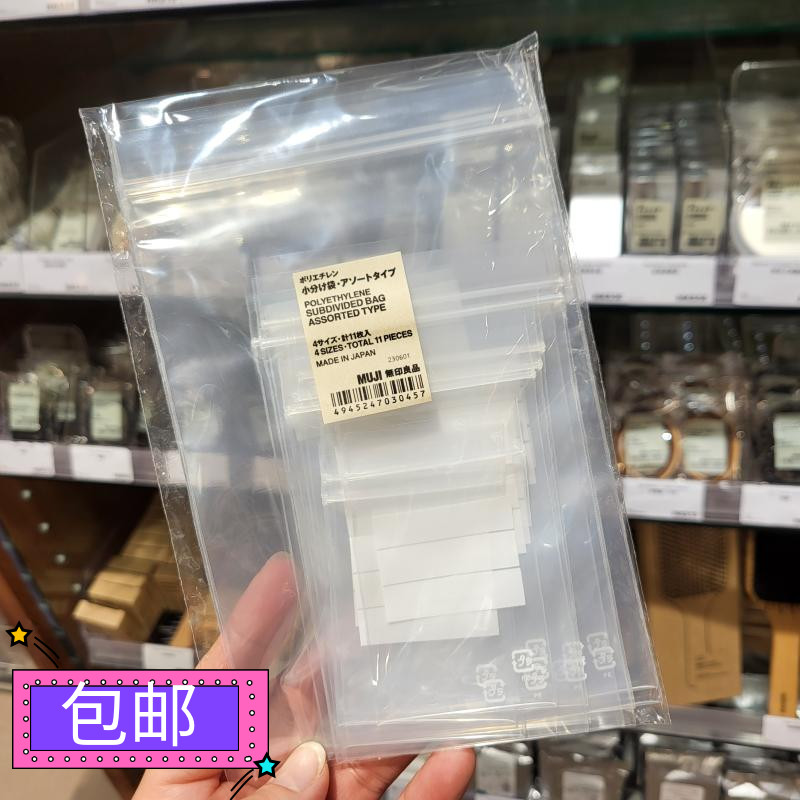 ポリエチレン
小分け袋・アソートタイプ
POLYETHYLENE
SUBDIVIDED BAG
ASSORTED TYPE
4サイズ・計11枚入
4 SIZES・TOTAL 11 PIECES
MADE IN JAPAN
230601
MUJI 無印良品
4945247030457
包邮